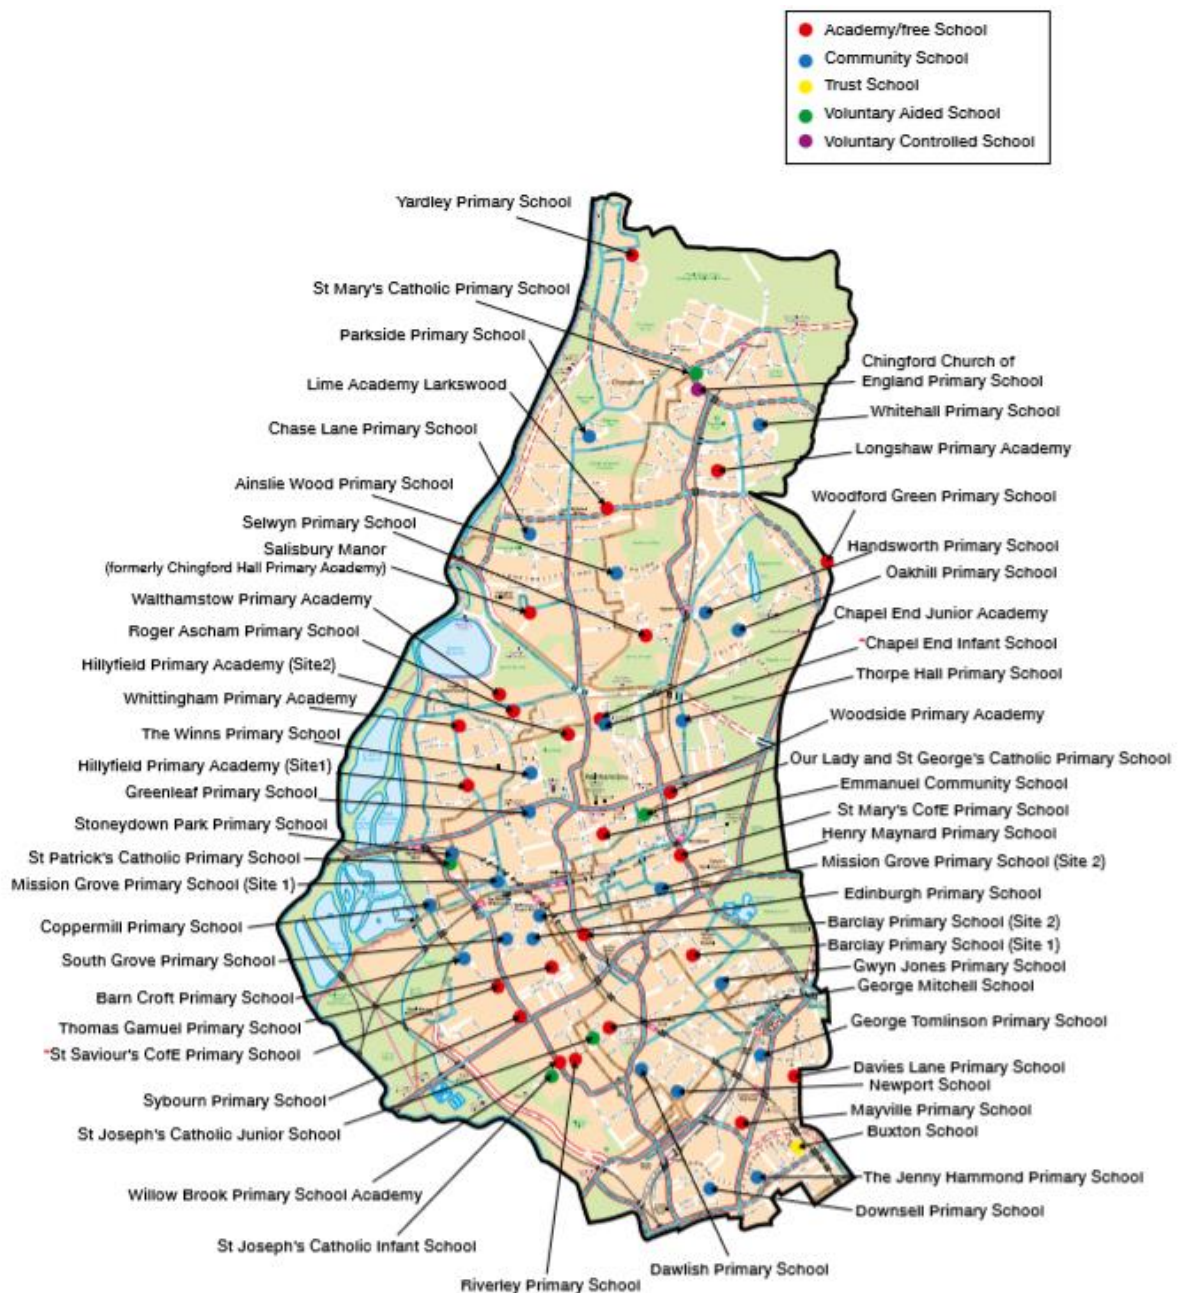 Academy/free School
Community School
Trust School
Voluntary Aided School
Voluntary Controlled School
Yardley Primary School
St Mary's Catholic Primary School
Parkside Primary School
Lime Academy Larkswood
Chase Lane Primary School
Ainslie Wood Primary School
Selwyn Primary School
Salisbury Manor
(formerly Chingford Hall Primary Academy)
Walthamstow Primary Academy
Roger Ascham Primary School
Hillyfield Primary Academy (Site2)
Whittingham Primary Academy
The Winns Primary School
Hillyfield Primary Academy (Site1)
Greenleaf Primary School
Stoneydown Park Primary School
St Patrick's Catholic Primary School
Mission Grove Primary School (Site 1)
Coppermill Primary School
South Grove Primary School
Barn Croft Primary School
Thomas Gamuel Primary School
*St Saviour's CofE Primary School
Sybourn Primary School
St Joseph's Catholic Junior School
Willow Brook Primary School Academy
St Joseph's Catholic Infant School
Riverley Primary School
Chingford Church of
England Primary School
Whitehall Primary School
Longshaw Primary Academy
Woodford Green Primary School
Handsworth Primary School
Oakhill Primary School
Chapel End Junior Academy
*Chapel End Infant School
Thorpe Hall Primary School
Woodside Primary Academy
Our Lady and St George's Catholic Primary School
Emmanuel Community School
St Mary's CofE Primary School
Henry Maynard Primary School
Mission Grove Primary School (Site 2)
Edinburgh Primary School
Barclay Primary School (Site 2)
Barclay Primary School (Site 1)
Gwyn Jones Primary School
George Mitchell School
George Tomlinson Primary School
Davies Lane Primary School
Newport School
Mayville Primary School
Buxton School
The Jenny Hammond Primary School
Downsell Primary School
Dawlish Primary School